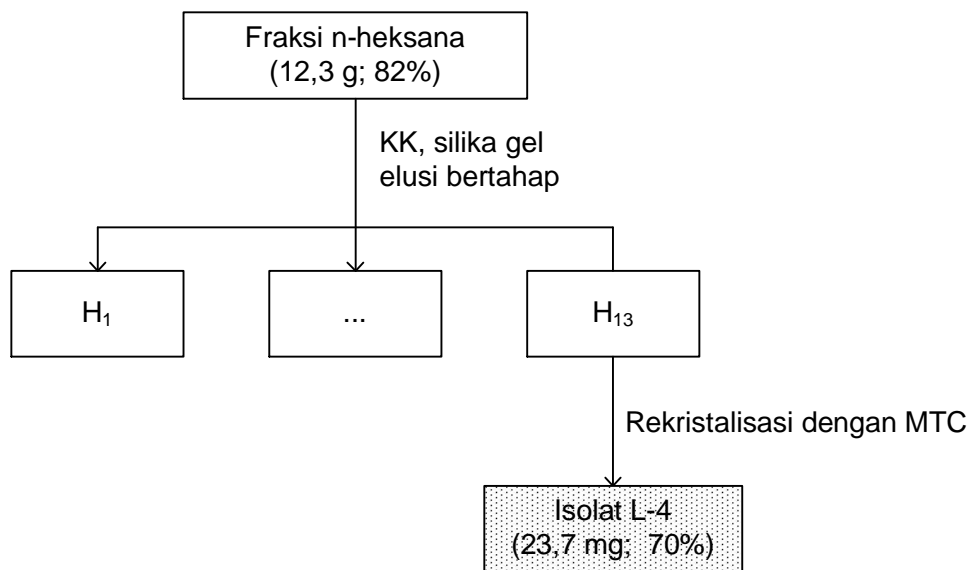 Fraksi n-heksana
(12,3 g; 82%)
KK, silika gel
elusi bertahap
H₁
...
H₁₃
Rekristalisasi dengan MTC
Isolat L-4
(23,7 mg; 70%)